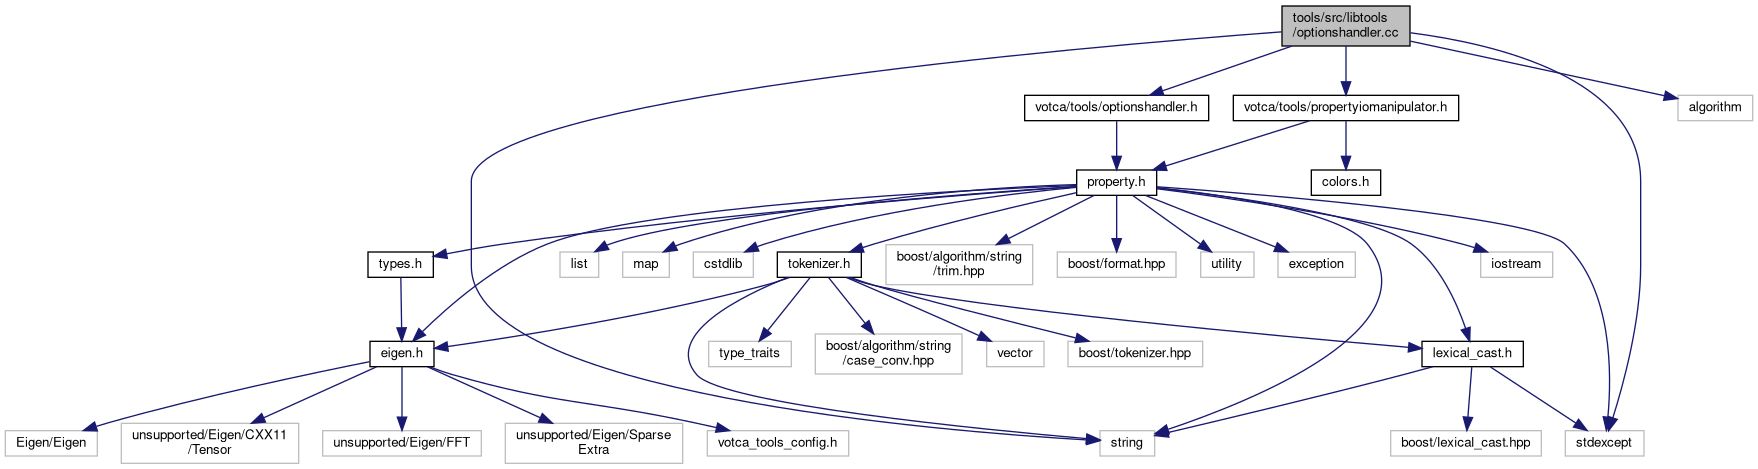 tools/src/libtools
/optionshandler.cc
votca/tools/optionshandler.h
votca/tools/propertyiomanipulator.h
algorithm
property.h
colors.h
types.h
list
map
cstdlib
tokenizer.h
boost/algorithm/string
/trim.hpp
boost/format.hpp
utility
exception
iostream
eigen.h
type_traits
boost/algorithm/string
/case_conv.hpp
vector
boost/tokenizer.hpp
lexical_cast.h
Eigen/Eigen
unsupported/Eigen/CXX11
/Tensor
unsupported/Eigen/FFT
unsupported/Eigen/Sparse
Extra
votca_tools_config.h
string
boost/lexical_cast.hpp
stdexcept